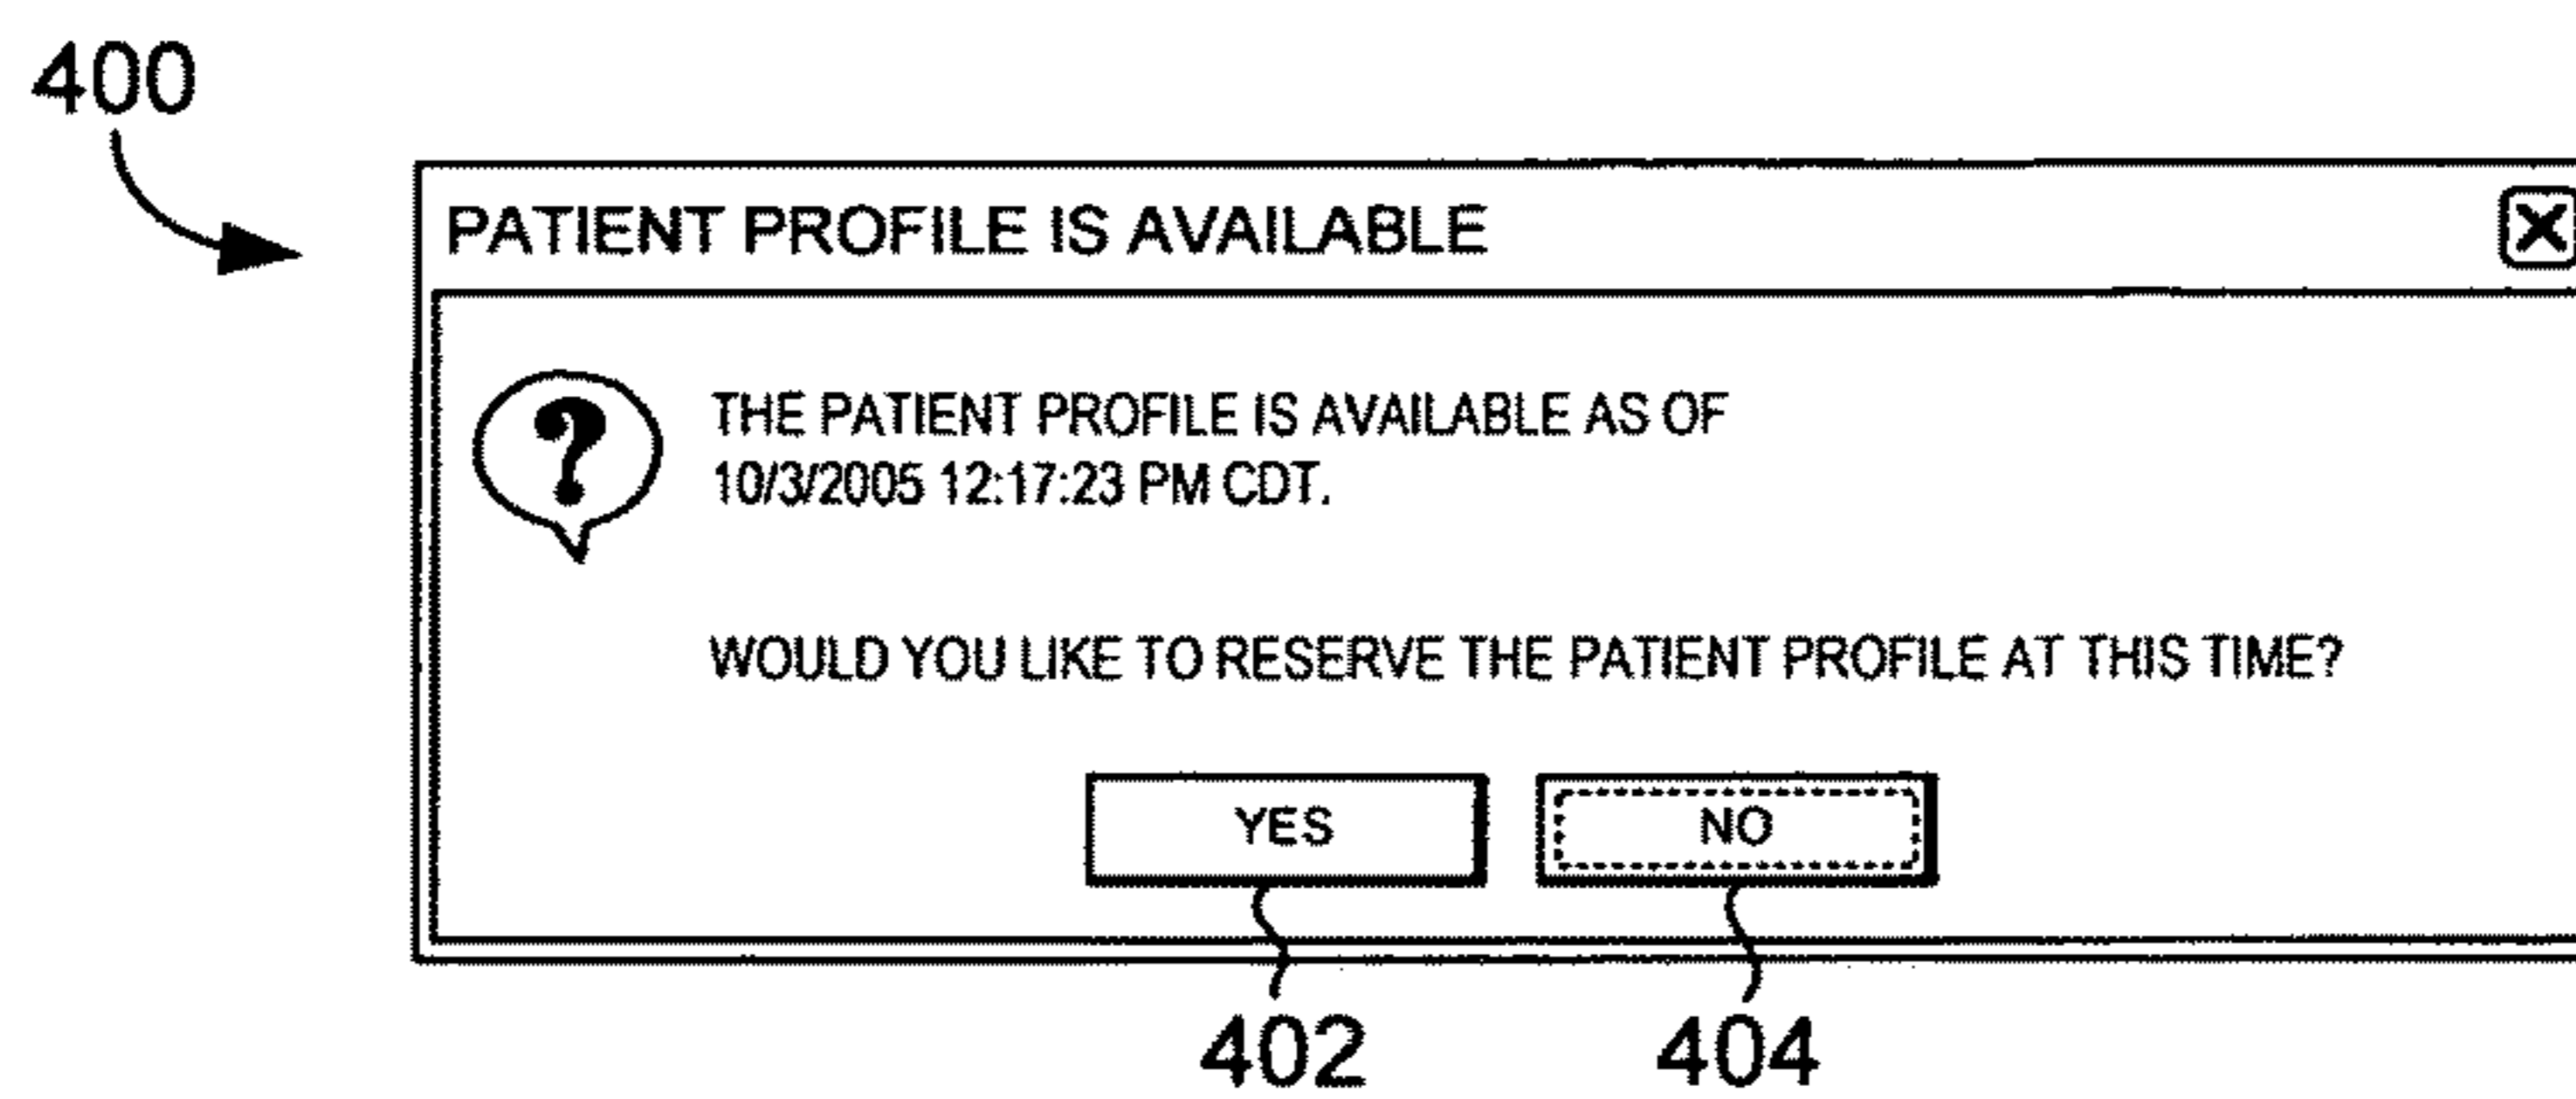 400
PATIENT PROFILE IS AVAILABLE
?
THE PATIENT PROFILE IS AVAILABLE AS OF
10/3/2005 12:17:23 PM CDT.
WOULD YOU LIKE TO RESERVE THE PATIENT PROFILE AT THIS TIME?
YES NO
402 404